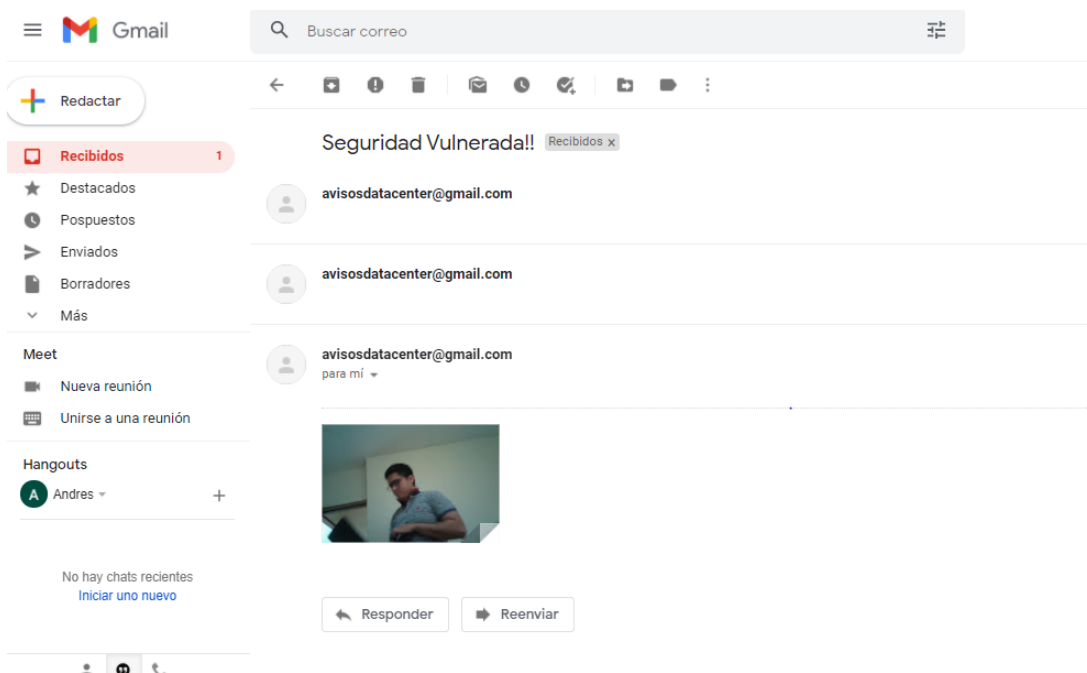 Gmail
Buscar correo
Redactar
Recibidos 1
Destacados
Pospuestos
Enviados
Borradores
Más
Meet
Nueva reunión
Unirse a una reunión
Hangouts
A Andres
No hay chats recientes
Iniciar uno nuevo
Seguridad Vulnerada!! Recibidos x
avisosdatacenter@gmail.com
avisosdatacenter@gmail.com
avisosdatacenter@gmail.com
para mí
Responder Reenviar